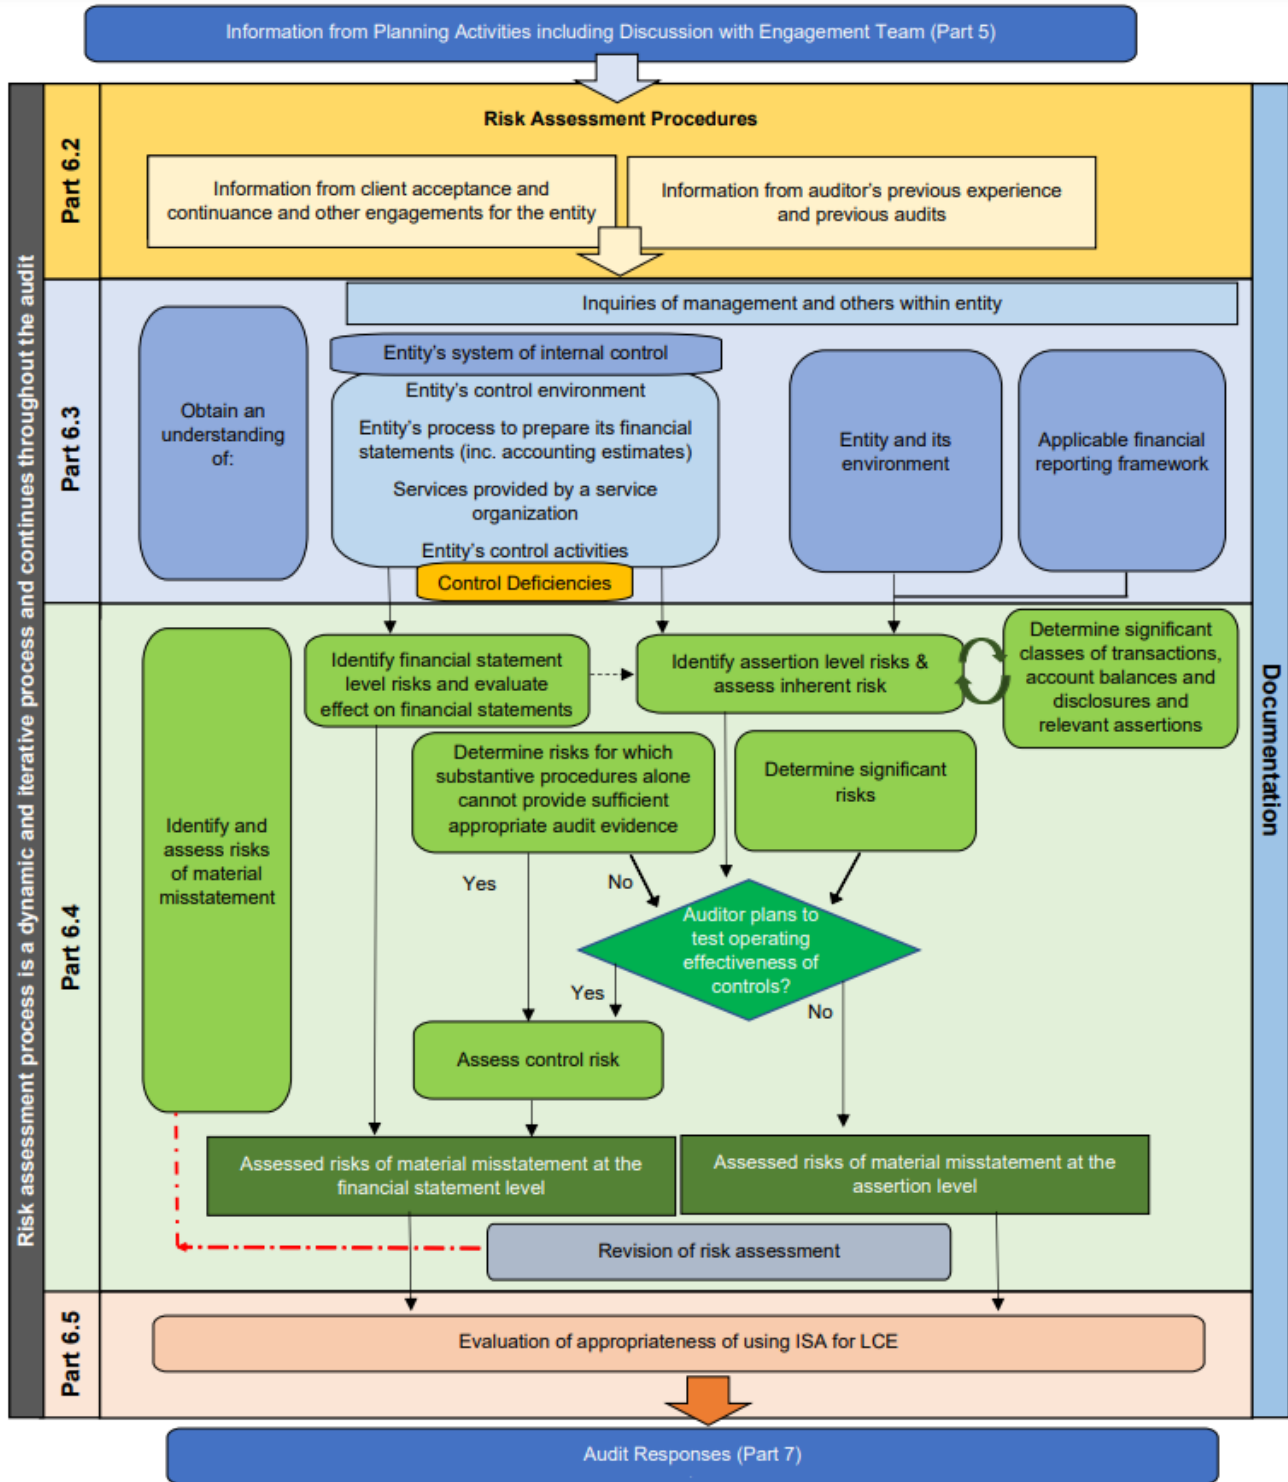 Information from Planning Activities including Discussion with Engagement Team (Part 5)
Risk assessment process is a dynamic and iterative process and continues throughout the audit
Documentation
Part 6.2
Risk Assessment Procedures
Information from client acceptance and
continuance and other engagements for the entity
Information from auditor's previous experience
and previous audits
Part 6.3
Inquiries of management and others within entity
Obtain an
understanding
of:
Entity's system of internal control
Entity's control environment
Entity's process to prepare its financial
statements (inc. accounting estimates)
Services provided by a service
organization
Entity's control activities
Control Deficiencies
Entity and its
environment
Applicable financial
reporting framework
Part 6.4
Identify and
assess risks
of material
misstatement
Identify financial statement
level risks and evaluate
effect on financial statements
Identify assertion level risks &
assess inherent risk
Determine significant
classes of transactions,
account balances and
disclosures and
relevant assertions
Determine risks for which
substantive procedures alone
cannot provide sufficient
appropriate audit evidence
Determine significant
risks
Yes
No
Auditor plans to
test operating
effectiveness of
controls?
Yes
No
Assess control risk
Assessed risks of material misstatement at the
financial statement level
Assessed risks of material misstatement at the
assertion level
Revision of risk assessment
Part 6.5
Evaluation of appropriateness of using ISA for LCE
Audit Responses (Part 7)